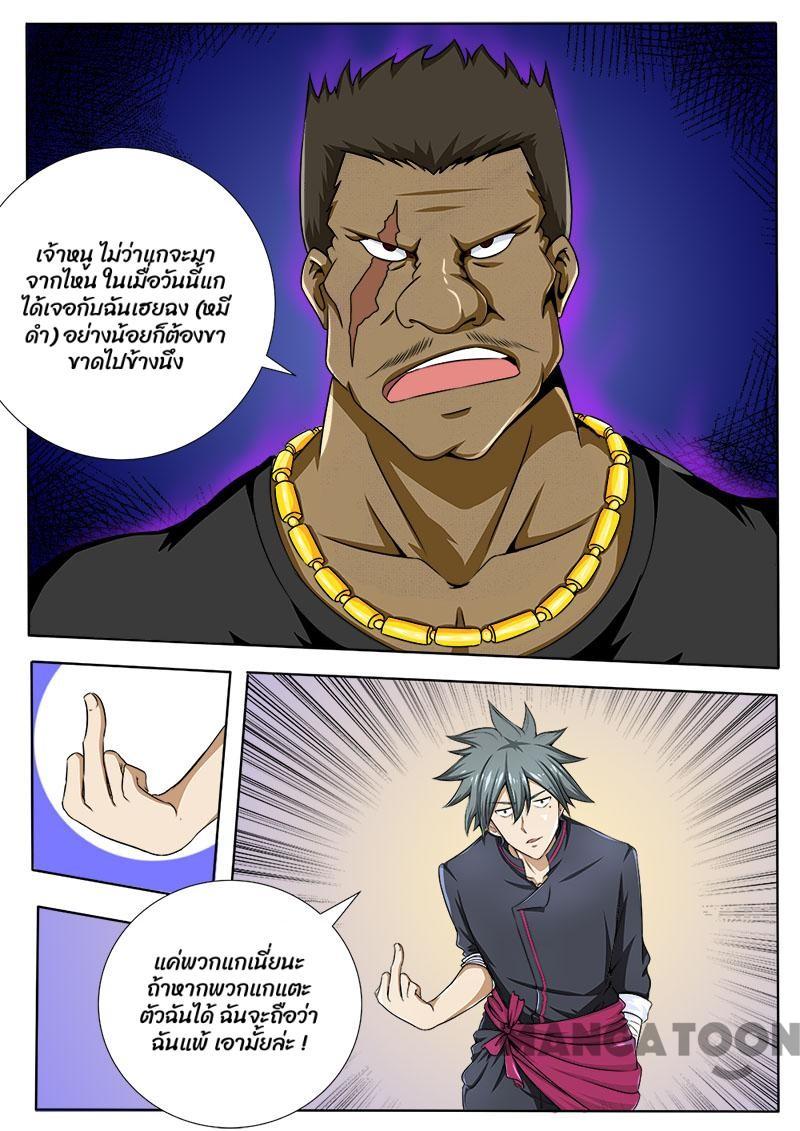 เจ้าหนู ไม่ว่าแกจะมา
จากไหน ในเมื่อวันนี้แก
ได้เจอกับฉันเฮยฉง (หมี
ดำ) อย่างน้อยก็ต้องขา
ขาดไปข้างนึง
แค่พวกแกเนี่ยนะ
ถ้าหากพวกแกแตะ
ตัวฉันได้ ฉันจะถือว่า
ฉันแพ้ เอามั้ยล่ะ !
MANGATOON